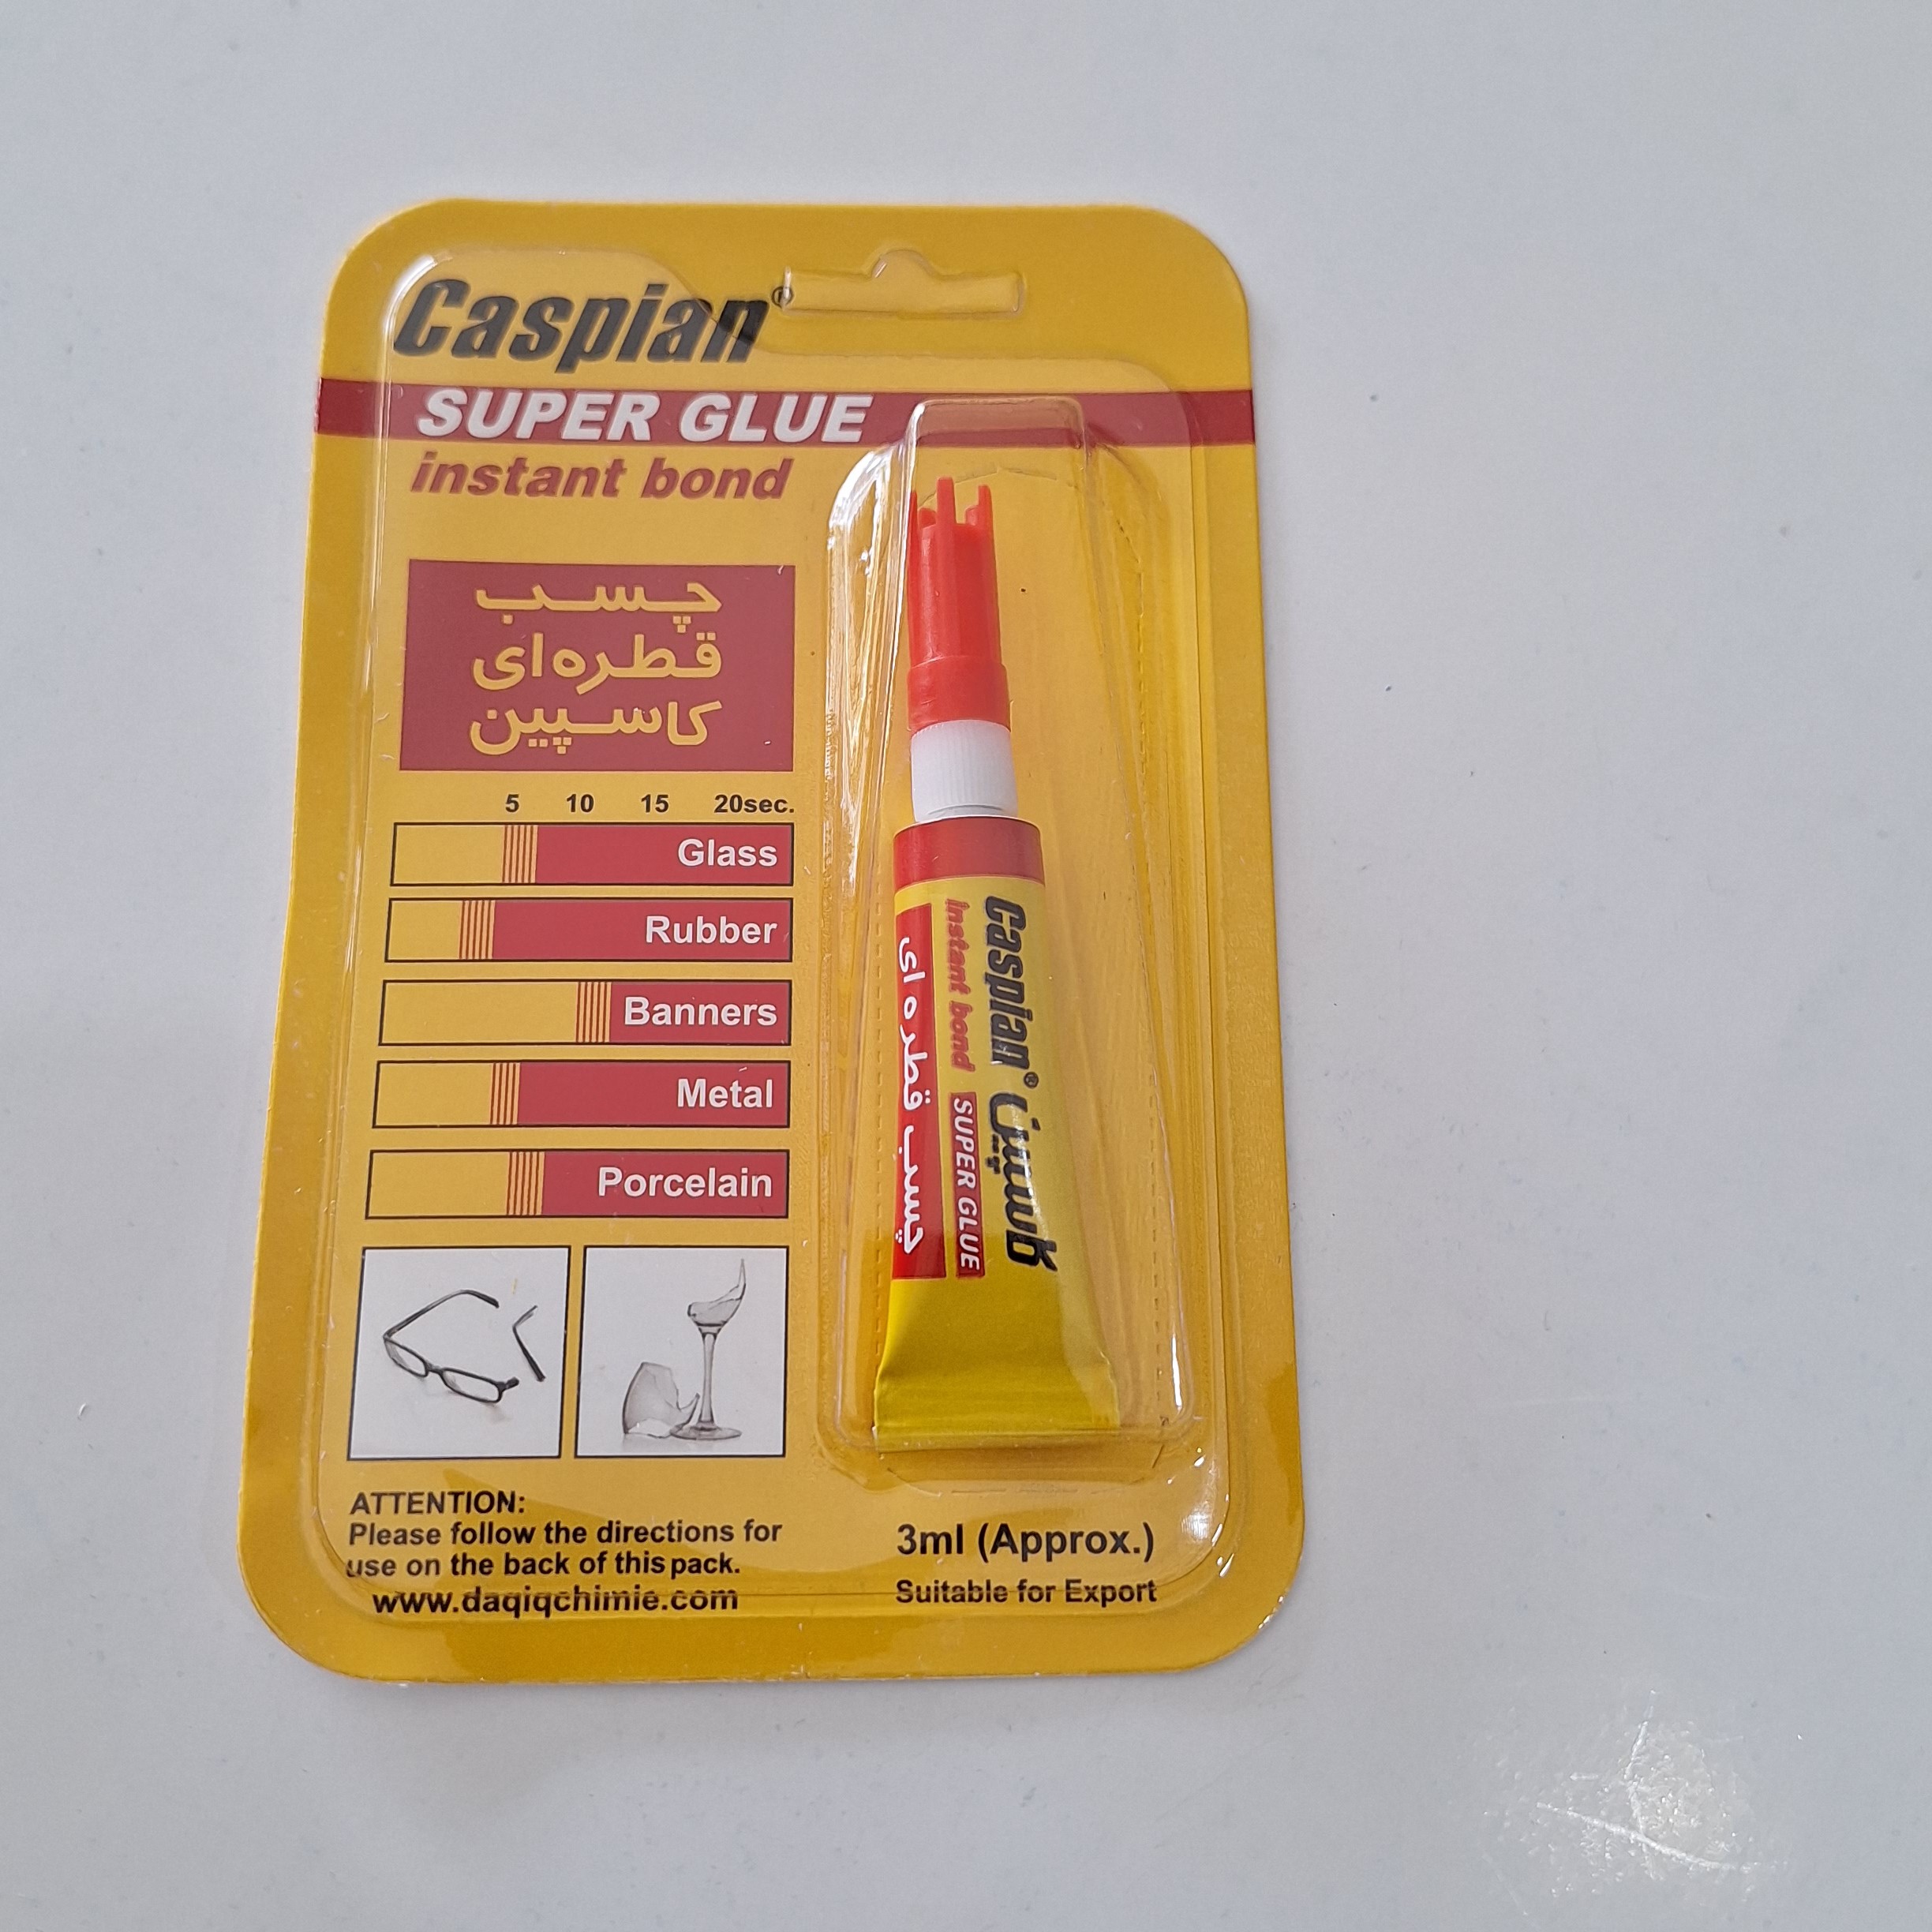 Caspian®
SUPER GLUE
instant bond
چسب
قطره‌ای
کاسپین
5 10 15 20sec.
Glass
Rubber
Banners
Metal
Porcelain
ATTENTION:
Please follow the directions for
use on the back of this pack.
www.daqiqchimie.com
3ml (Approx.)
Suitable for Export
Caspian® کاسپین
instant bond SUPER GLUE
چسب قطره ای